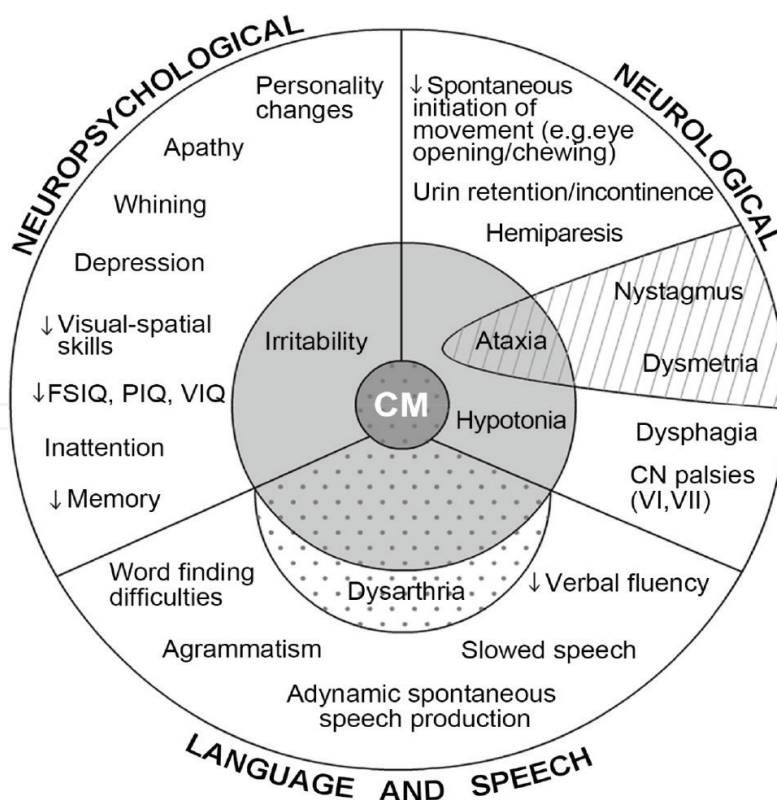 NEUROPSYCHOLOGICAL
Personality
changes
Apathy
Whining
Depression
↓Visual-spatial
skills
↓FSIQ, PIQ, VIQ
Inattention
↓Memory
Irritability
NEUROLOGICAL
↓Spontaneous
initiation of
movement (e.g.eye
opening/chewing)
Urin retention/incontinence
Hemiparesis
Nystagmus
Ataxia
Dysmetria
CM
Hypotonia
Dysphagia
CN palsies
(VI,VII)
Word finding
difficulties
Dysarthria
↓Verbal fluency
Agrammatism
Slowed speech
Adynamic spontaneous
speech production
LANGUAGE AND SPEECH